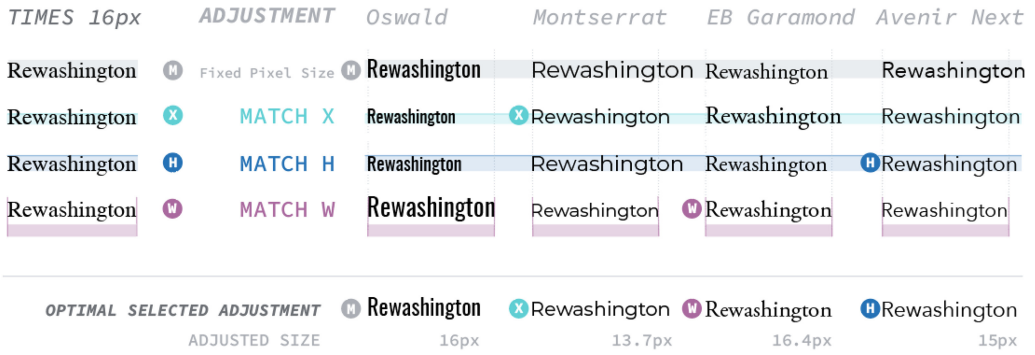 TIMES 16px ADJUSTMENT Oswald Montserrat EB Garamond Avenir Next
Rewashington M Fixed Pixel Size M Rewashington Rewashington Rewashington Rewashington
Rewashington X MATCH X Rewashington X Rewashington Rewashington Rewashington
Rewashington H MATCH H Rewashington Rewashington Rewashington H Rewashington
Rewashington W MATCH W Rewashington Rewashington W Rewashington Rewashington
OPTIMAL SELECTED ADJUSTMENT M Rewashington X Rewashington W Rewashington H Rewashington
ADJUSTED SIZE 16px 13.7px 16.4px 15px